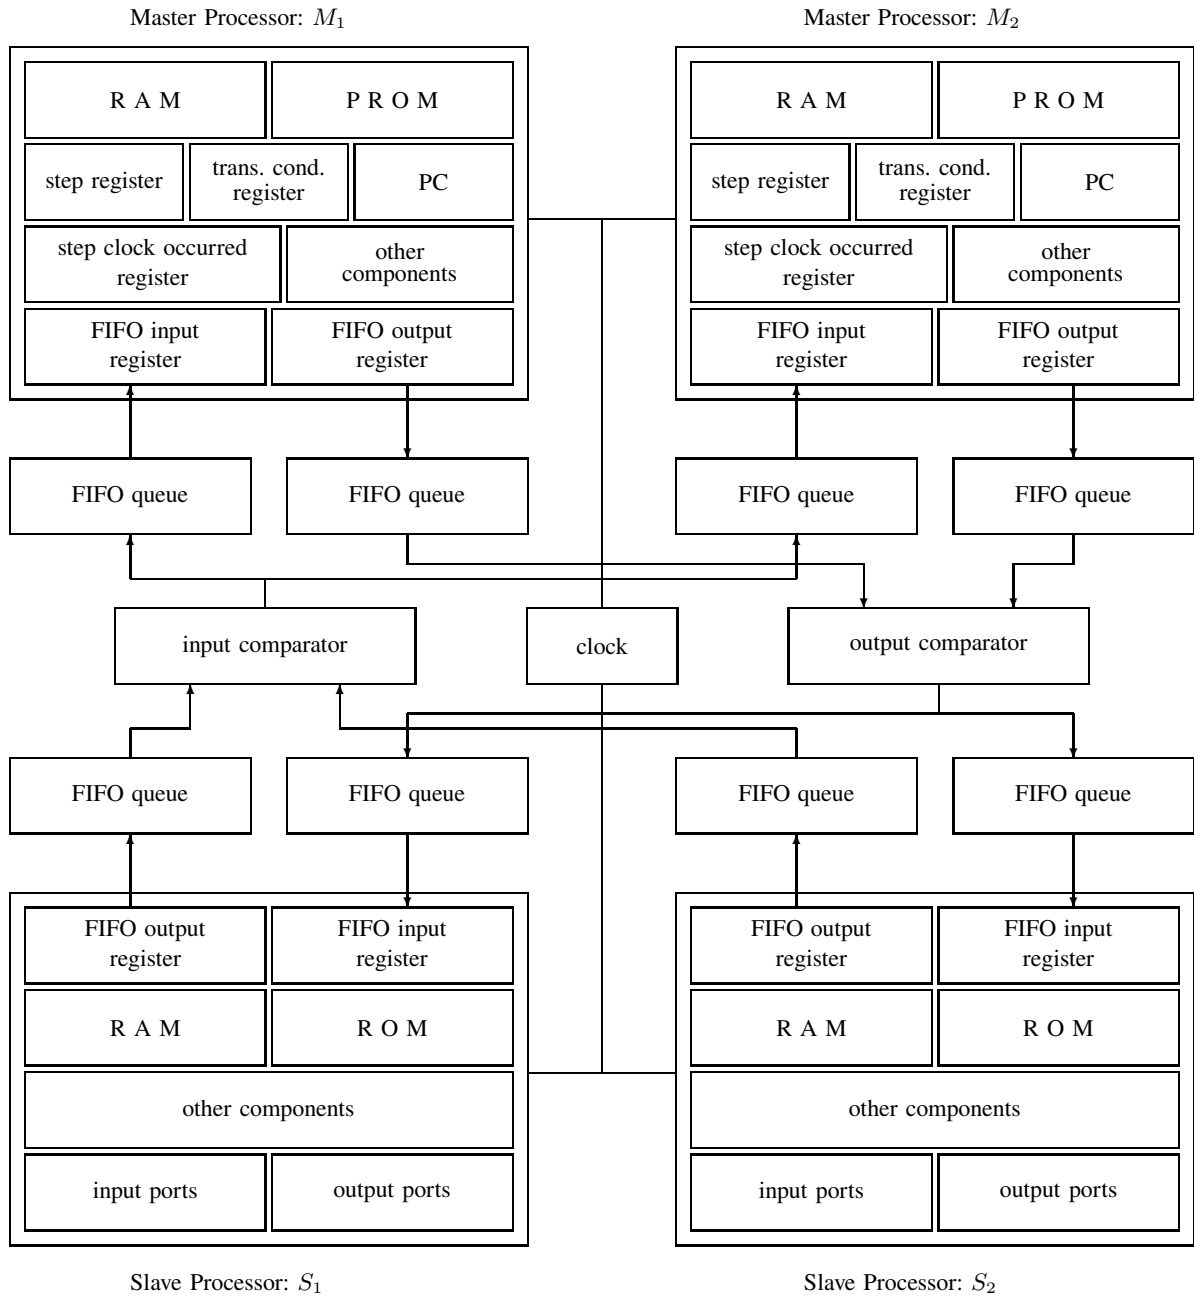 Master Processor: M1
Master Processor: M2
R A M
P R O M
R A M
P R O M
step register
trans. cond.
register
PC
step register
trans. cond.
register
PC
step clock occurred
register
other
components
step clock occurred
register
other
components
FIFO input
register
FIFO output
register
FIFO input
register
FIFO output
register
FIFO queue
FIFO queue
FIFO queue
FIFO queue
input comparator
clock
output comparator
FIFO queue
FIFO queue
FIFO queue
FIFO queue
FIFO output
register
FIFO input
register
FIFO output
register
FIFO input
register
R A M
R O M
R A M
R O M
other components
other components
input ports
output ports
input ports
output ports
Slave Processor: S1
Slave Processor: S2